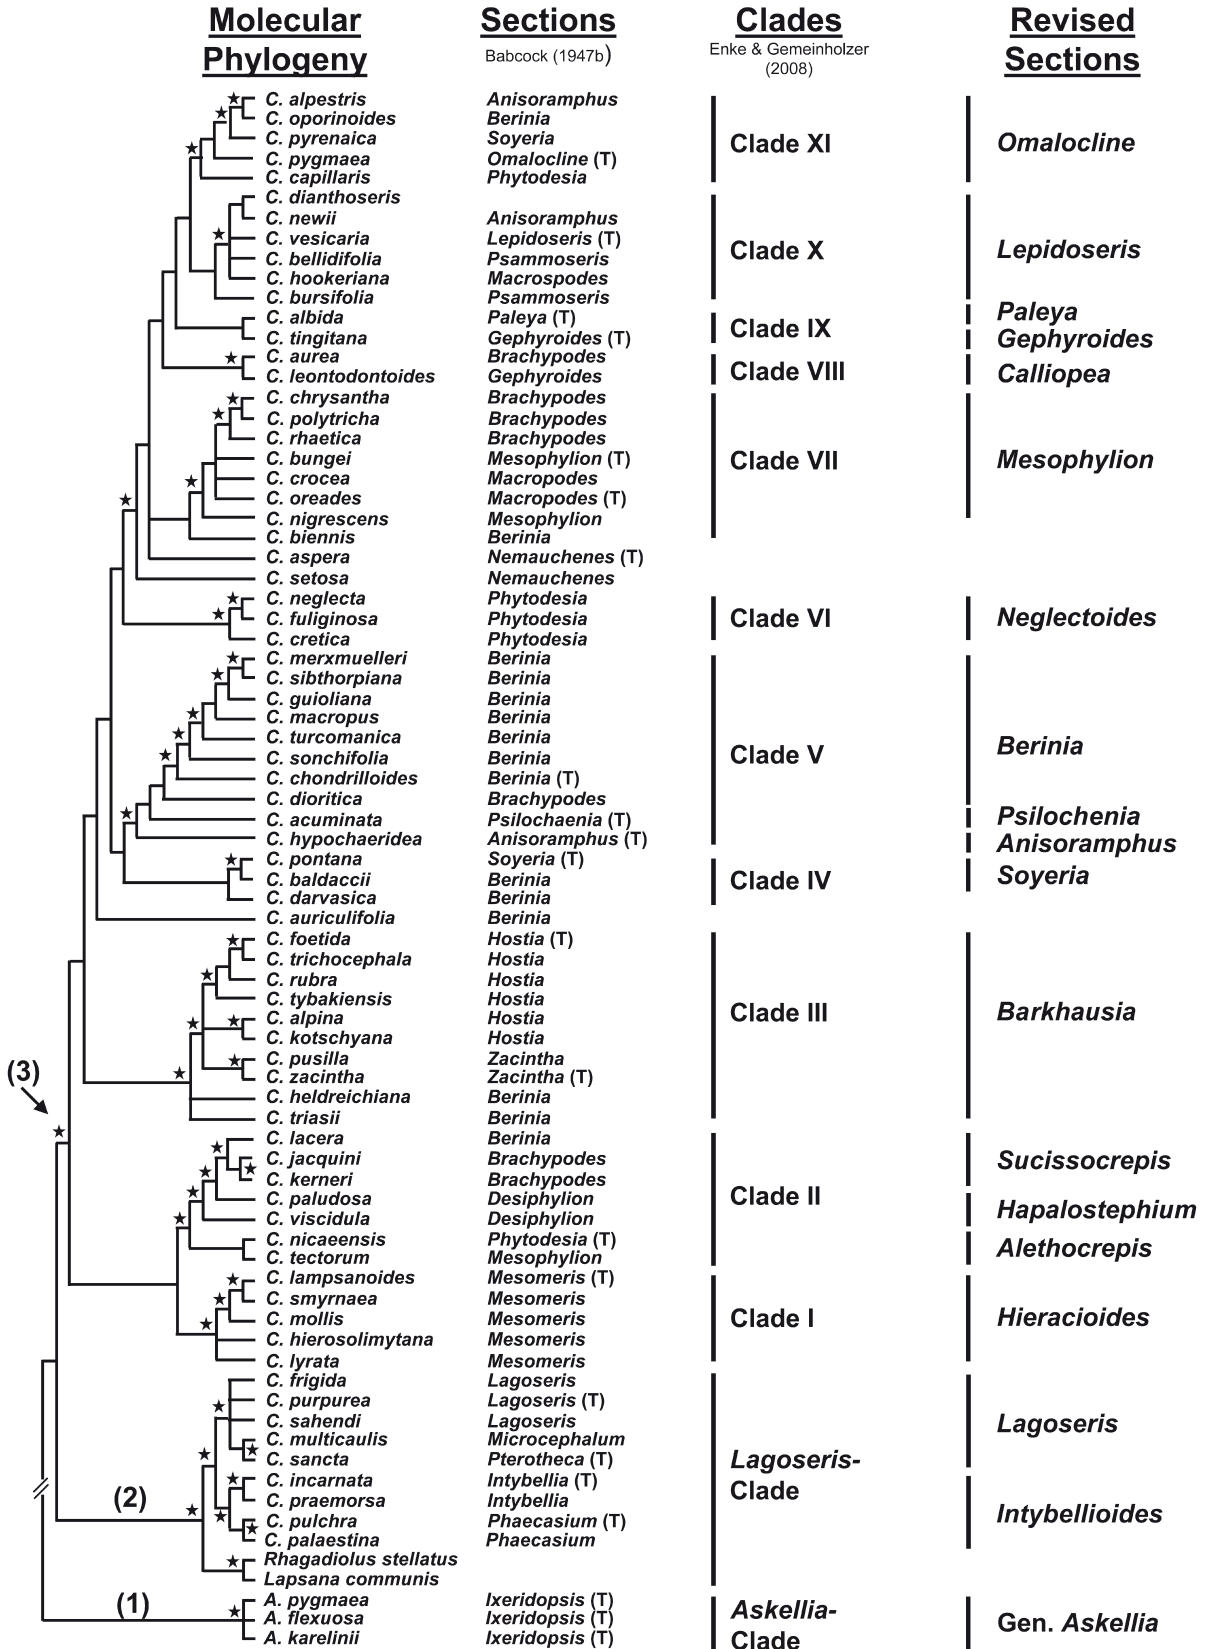 Molecular Phylogeny Sections Clades Revised Sections
Babcock (1947b) Enke & Gemeinholzer (2008)
C. alpestris Anisoramphus
C. oporinoides Berinia
C. pyrenaica Soyeria Clade XI Omalocline
C. pygmaea Omalocline (T)
C. capillaris Phytodesia
C. dianthoseris
C. newii Anisoramphus
C. vesicaria Lepidoseris (T) Clade X Lepidoseris
C. bellidifolia Psammoseris
C. hookeriana Macrospodes
C. bursifolia Psammoseris
C. albida Paleya (T) Clade IX Paleya
C. tingitana Gephyroides (T) Gephyroides
C. aurea Brachypodes Clade VIII Calliopea
C. leontodontoides Gephyroides
C. chrysantha Brachypodes
C. polytricha Brachypodes
C. rhaetica Brachypodes
C. bungei Mesophylion (T) Clade VII Mesophylion
C. crocea Macropodes
C. oreades Macropodes (T)
C. nigrescens Mesophylion
C. biennis Berinia
C. aspera Nemauchenes (T)
C. setosa Nemauchenes
C. neglecta Phytodesia
C. fuliginosa Phytodesia Clade VI Neglectoides
C. cretica Phytodesia
C. merxmuelleri Berinia
C. sibthorpiana Berinia
C. guioliana Berinia
C. macropus Berinia
C. turcomanica Berinia Clade V Berinia
C. sonchifolia Berinia
C. chondrilloides Berinia (T)
C. dioritica Brachypodes
C. acuminata Psilochaenia (T) Psilochenia
C. hypochaeridea Anisoramphus (T) Anisoramphus
C. pontana Soyeria (T)
C. baldaccii Berinia Clade IV Soyeria
C. darvasica Berinia
C. auriculifolia Berinia
C. foetida Hostia (T)
C. trichocephala Hostia
C. rubra Hostia
C. tybakiensis Hostia Clade III Barkhausia
C. alpina Hostia
C. kotschyana Hostia
C. pusilla Zacintha
(3) C. zacintha Zacintha (T)
C. heldreichiana Berinia
C. triasii Berinia
C. lacera Berinia
C. jacquini Brachypodes Sucissocrepis
C. kerneri Brachypodes
C. paludosa Desiphylion Clade II Hapalostephium
C. viscidula Desiphylion
C. nicaeensis Phytodesia (T) Alethocrepis
C. tectorum Mesophylion
C. lampsanoides Mesomeris (T)
C. smyrnaea Mesomeris
C. mollis Mesomeris Clade I Hieracioides
C. hierosolimytana Mesomeris
C. lyrata Mesomeris
C. frigida Lagoseris
C. purpurea Lagoseris (T)
C. sahendi Lagoseris Lagoseris
C. multicaulis Microcephalum
C. sancta Pterotheca (T) Lagoseris-
C. incarnata Intybellia (T) Clade
(2) C. praemorsa Intybellia Intybellioides
C. pulchra Phaecasium (T)
C. palaestina Phaecasium
Rhagadiolus stellatus
Lapsana communis
(1) A. pygmaea Ixeridopsis (T) Askellia-
A. flexuosa Ixeridopsis (T) Gen. Askellia
A. karelinii Ixeridopsis (T) Clade